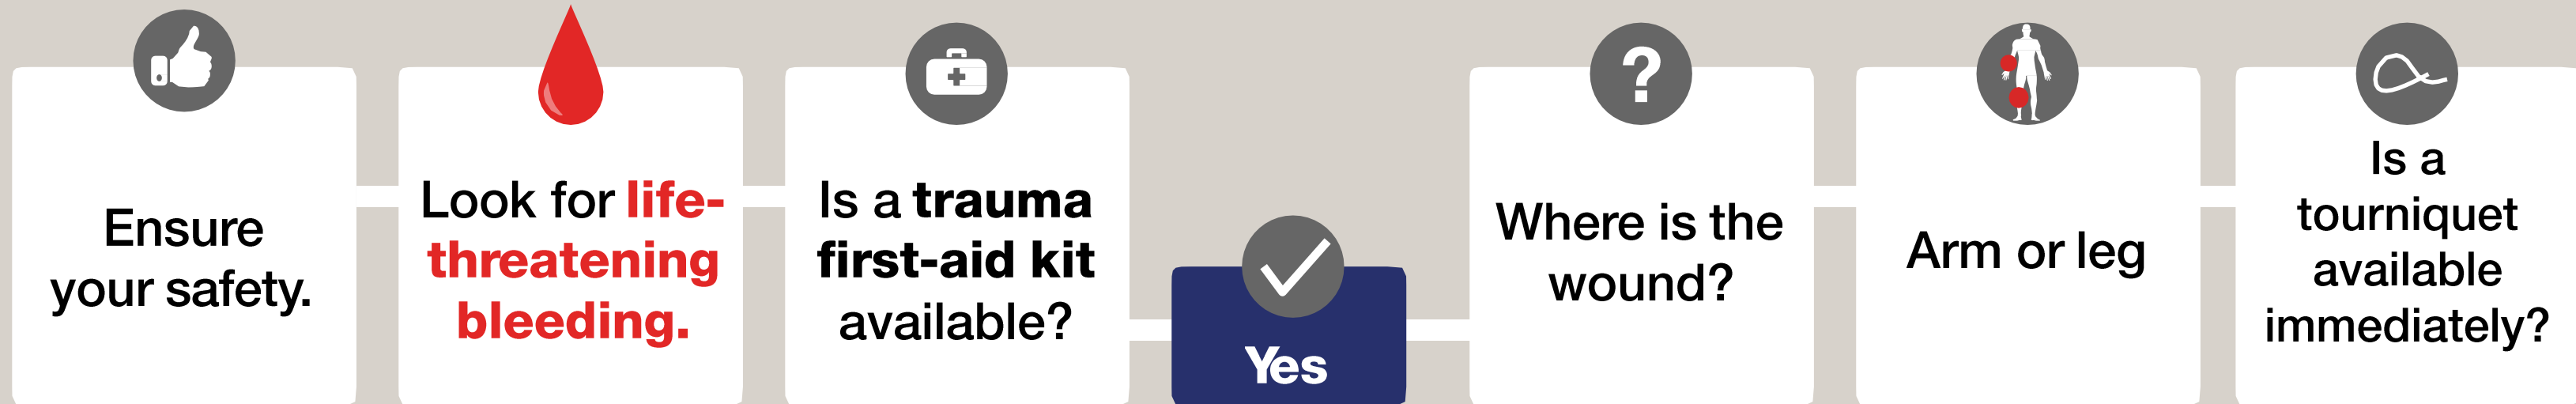 Ensure
your safety.
Look for life-
threatening
bleeding.
Is a trauma
first-aid kit
available?
Yes
?
Where is the
wound?
Arm or leg
Is a
tourniquet
available
immediately?